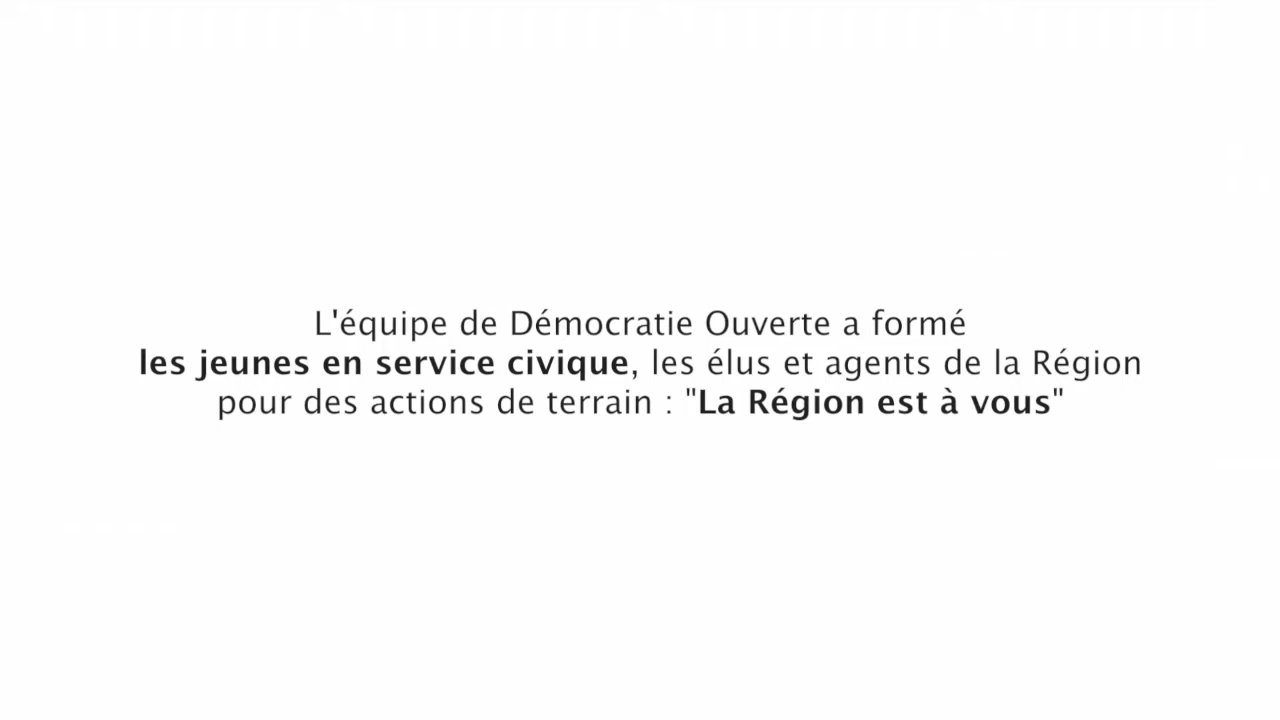 L'équipe de Démocratie Ouverte a formé
les jeunes en service civique, les élus et agents de la Région
pour des actions de terrain : "La Région est à vous"